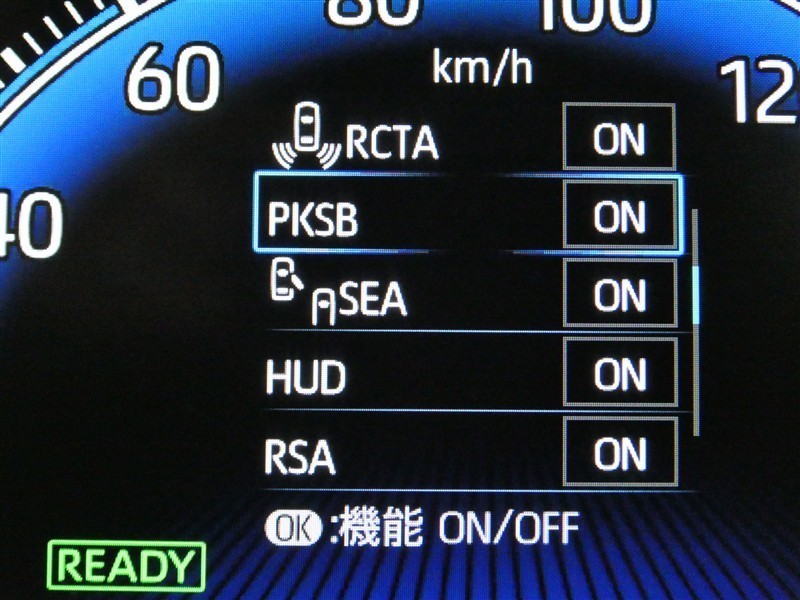 80 100
60 km/h 120
RCTA ON
40 PKSB ON
SEA ON
HUD ON
RSA ON
OK:機能 ON/OFF
READY